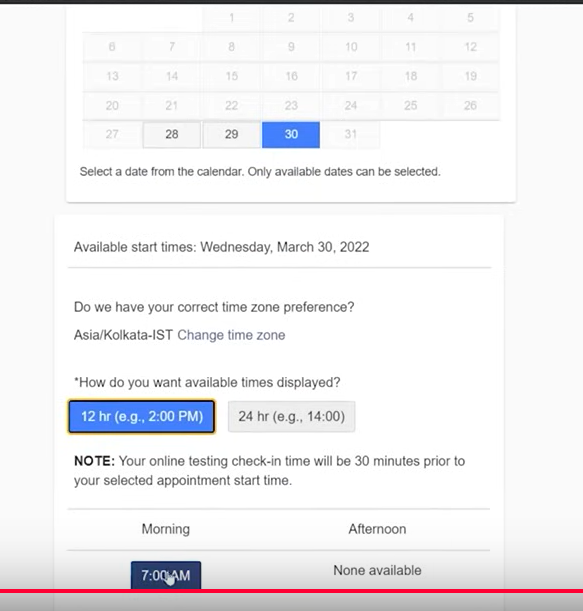 1 2 3 4 5
6 7 8 9 10 11 12
13 14 15 16 17 18 19
20 21 22 23 24 25 26
27 28 29 30 31
Select a date from the calendar. Only available dates can be selected.
Available start times: Wednesday, March 30, 2022
Do we have your correct time zone preference?
Asia/Kolkata-IST Change time zone
*How do you want available times displayed?
12 hr (e.g., 2:00 PM) 24 hr (e.g., 14:00)
NOTE: Your online testing check-in time will be 30 minutes prior to
your selected appointment start time.
Morning Afternoon
7:00 AM None available